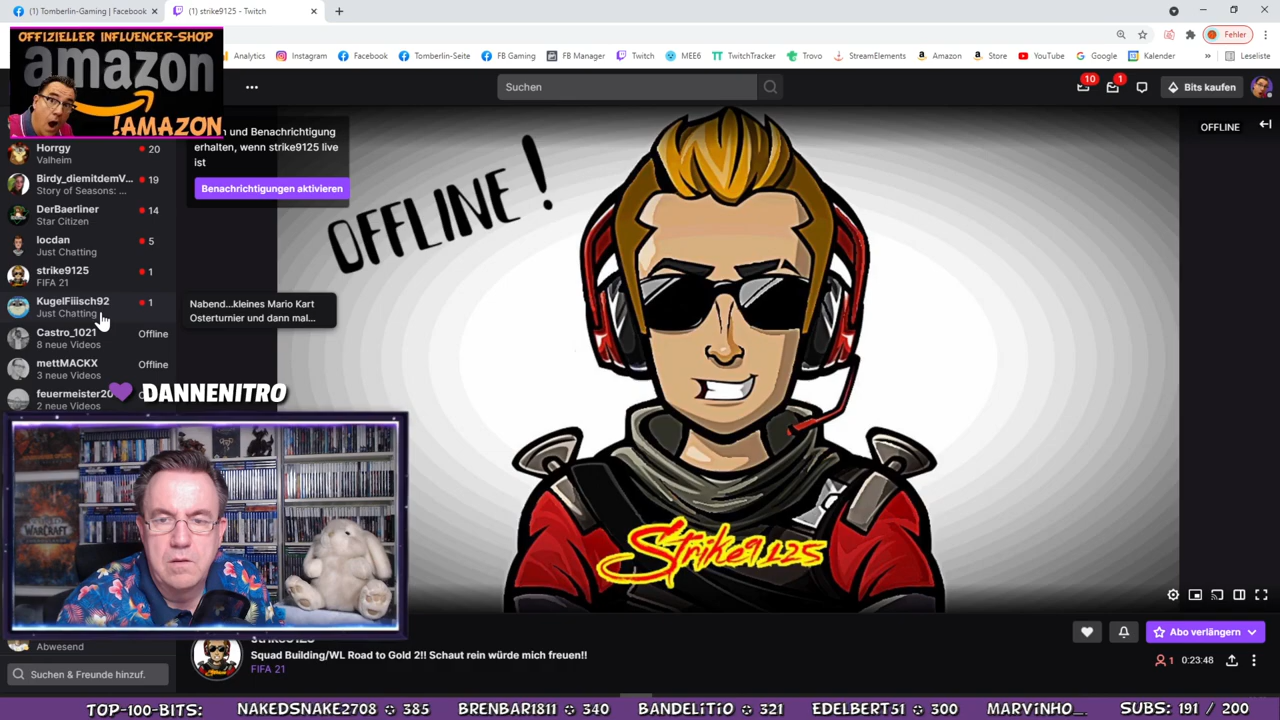 (1) Tomberlin-Gaming | Facebook
(1) strike9125 - Twitch
Fehler
OFFIZIELLER INFLUENCER-SHOP
amazon
!AMAZON
Analytics
Instagram
Facebook
Tomberlin-Seite
FB Gaming
FB Manager
Twitch
MEE6
TwitchTracker
Trovo
StreamElements
Amazon
Store
YouTube
Google
Kalender
Leseliste
Suchen
10
1
Bits kaufen
und Benachrichtigung
erhalten, wenn strike9125 live
ist
Benachrichtigungen aktivieren
OFFLINE
OFFLINE !
Horrgy
20
Valheim
Birdy_diemitdemV...
19
Story of Seasons: ...
DerBaerliner
14
Star Citizen
locdan
5
Just Chatting
strike9125
1
FIFA 21
KugelFiiisch92
1
Just Chatting
Nabend...kleines Mario Kart
Osterturnier und dann mal...
Castro_1021
Offline
8 neue Videos
mettMACKX
Offline
3 neue Videos
feuermeister20
2 neue Videos
DANNENITRO
WARCRAFT
Strike9125
Abwesend
Suchen & Freunde hinzuf.
strike9125
Squad Building/WL Road to Gold 2!! Schaut rein würde mich freuen!!
FIFA 21
Abo verlängern
1
0:23:48
TOP-100-BITS:
NAKEDSNAKE2708 385
BRENBAR1811 340
BANDELITIO 321
EDELBERT51 300
MARVINHO_.
SUBS: 191 / 200